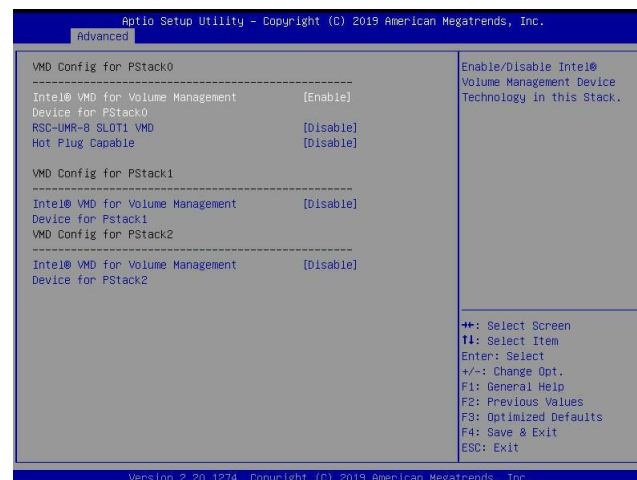 Aptio Setup Utility – Copyright (C) 2019 American Megatrends, Inc.
Advanced
VMD Config for PStack0
------------------------------------------------
Intel® VMD for Volume Management [Enable]
Device for PStack0
RSC-UMR-8 SLOT1 VMD [Disable]
Hot Plug Capable [Disable]
VMD Config for PStack1
------------------------------------------------
Intel® VMD for Volume Management [Disable]
Device for Pstack1
VMD Config for PStack2
------------------------------------------------
Intel® VMD for Volume Management [Disable]
Device for PStack2
Enable/Disable Intel®
Volume Management Device
Technology in this Stack.
→←: Select Screen
↑↓: Select Item
Enter: Select
+/-: Change Opt.
F1: General Help
F2: Previous Values
F3: Optimized Defaults
F4: Save & Exit
ESC: Exit
Version 2.20.1274. Copyright (C) 2019 American Megatrends, Inc.